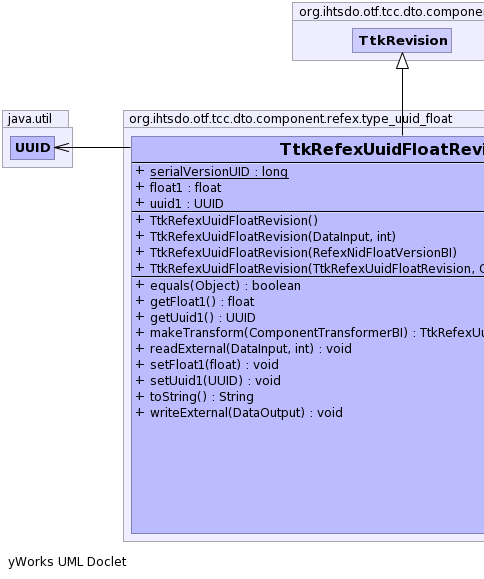 org.ihtsdo.otf.tcc.dto.component
TtkRevision
java.util
UUID
org.ihtsdo.otf.tcc.dto.component.refex.type_uuid_float
TtkRefexUuidFloatRevi
+ serialVersionUID : long
+ float1 : float
+ uuid1 : UUID
+ TtkRefexUuidFloatRevision()
+ TtkRefexUuidFloatRevision(DataInput, int)
+ TtkRefexUuidFloatRevision(RefexNidFloatVersionBI)
+ TtkRefexUuidFloatRevision(TtkRefexUuidFloatRevision,
+ equals(Object) : boolean
+ getFloat1() : float
+ getUuid1() : UUID
+ makeTransform(ComponentTransformerBI) : TtkRefexU
+ readExternal(DataInput, int) : void
+ setFloat1(float) : void
+ setUuid1(UUID) : void
+ toString() : String
+ writeExternal(DataOutput) : void
yWorks UML Doclet